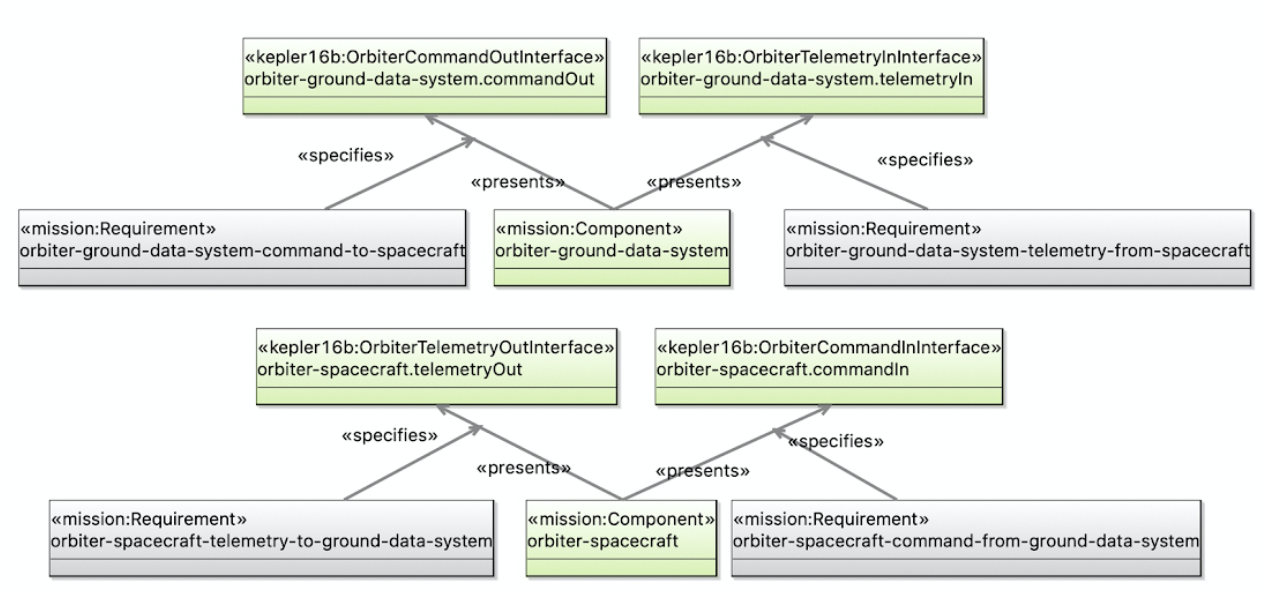 «kepler16b:OrbiterCommandOutInterface»
orbiter-ground-data-system.commandOut
«kepler16b:OrbiterTelemetryInInterface»
orbiter-ground-data-system.telemetryIn
«specifies»
«presents»
«presents»
«specifies»
«mission:Requirement»
orbiter-ground-data-system-command-to-spacecraft
«mission:Component»
orbiter-ground-data-system
«mission:Requirement»
orbiter-ground-data-system-telemetry-from-spacecraft
«kepler16b:OrbiterTelemetryOutInterface»
orbiter-spacecraft.telemetryOut
«kepler16b:OrbiterCommandInInterface»
orbiter-spacecraft.commandIn
«specifies»
«presents»
«presents»
«specifies»
«mission:Requirement»
orbiter-spacecraft-telemetry-to-ground-data-system
«mission:Component»
orbiter-spacecraft
«mission:Requirement»
orbiter-spacecraft-command-from-ground-data-system